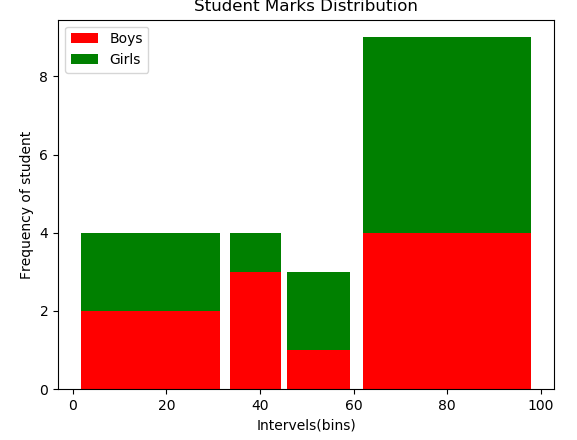 Student Marks Distribution
Boys
Girls
Frequency of student
8
6
4
2
0
0 20 40 60 80 100
Intervels(bins)